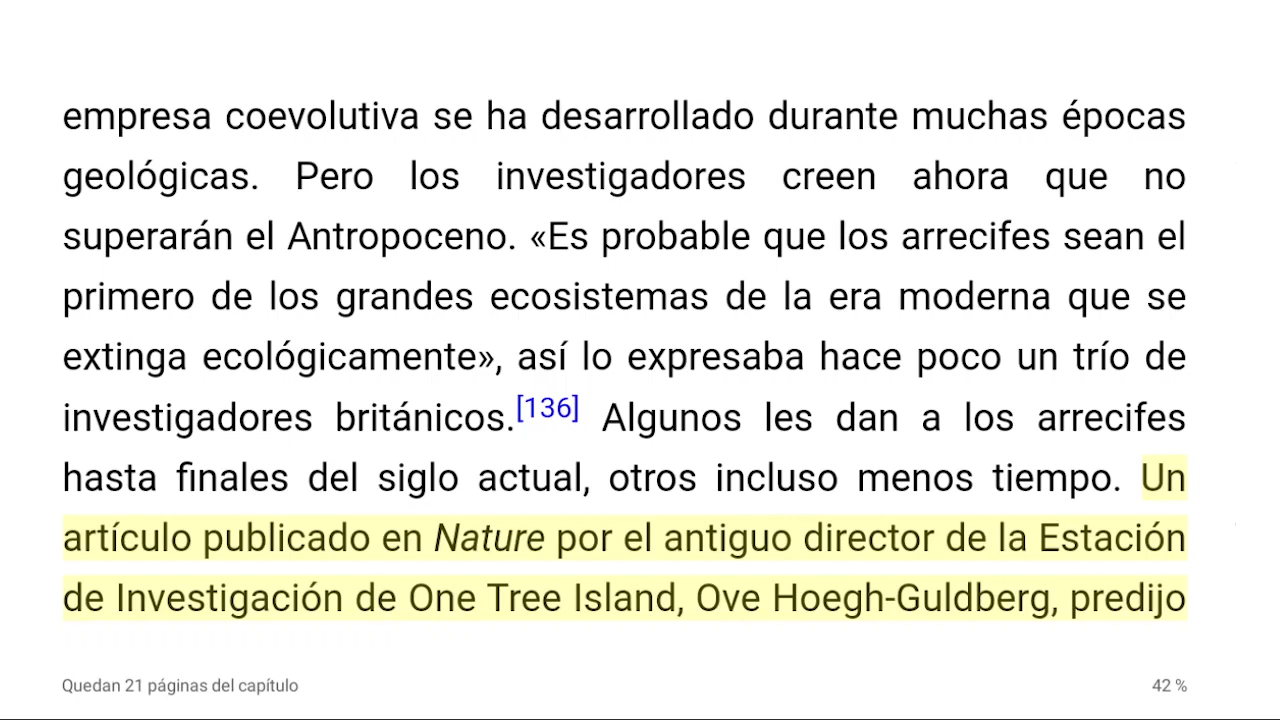 empresa coevolutiva se ha desarrollado durante muchas épocas
geológicas. Pero los investigadores creen ahora que no
superarán el Antropoceno. «Es probable que los arrecifes sean el
primero de los grandes ecosistemas de la era moderna que se
extinga ecológicamente», así lo expresaba hace poco un trío de
investigadores británicos.[136] Algunos les dan a los arrecifes
hasta finales del siglo actual, otros incluso menos tiempo. Un
artículo publicado en Nature por el antiguo director de la Estación
de Investigación de One Tree Island, Ove Hoegh-Guldberg, predijo
Quedan 21 páginas del capítulo
42 %